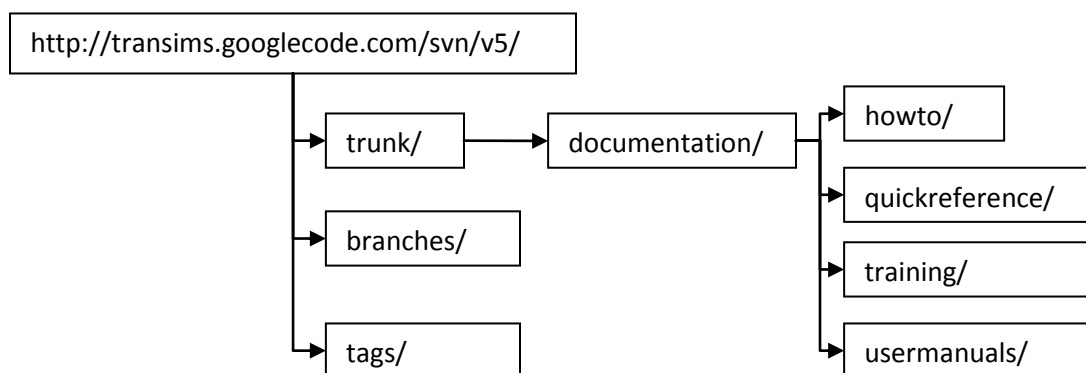 http://transims.googlecode.com/svn/v5/
trunk/
documentation/
howto/
quickreference/
branches/
training/
tags/
usermanuals/